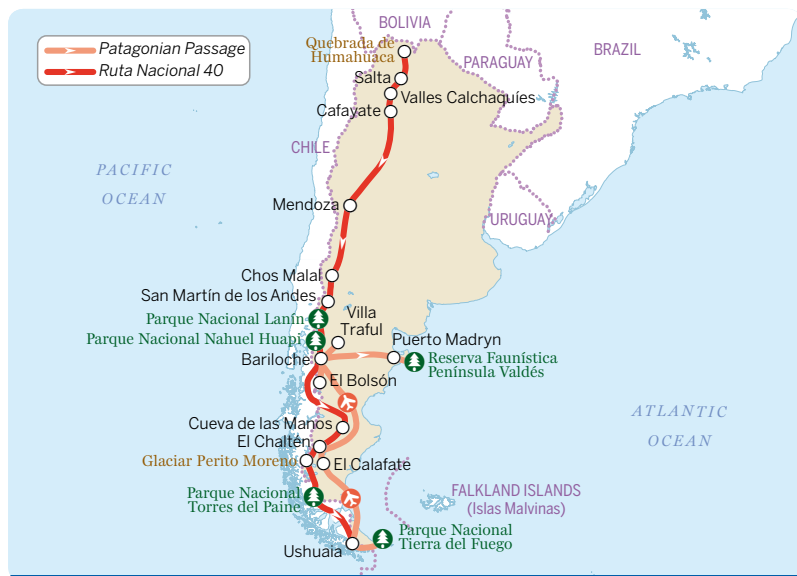 Patagonian Passage
Ruta Nacional 40
BOLIVIA
Quebrada de
Humahuaca
PARAGUAY
BRAZIL
Salta
Valles Calchaquíes
Cafayate
CHILE
PACIFIC
OCEAN
Mendoza
URUGUAY
Chos Malal
San Martín de los Andes
Villa
Traful
Parque Nacional Lanín
Parque Nacional Nahuel Huapi
Puerto Madryn
Bariloche
Reserva Faunística
Península Valdés
El Bolsón
ATLANTIC
OCEAN
Cueva de las Manos
El Chaltén
Glaciar Perito Moreno
El Calafate
Parque Nacional
Torres del Paine
FALKLAND ISLANDS
(Islas Malvinas)
Parque Nacional
Tierra del Fuego
Ushuaia